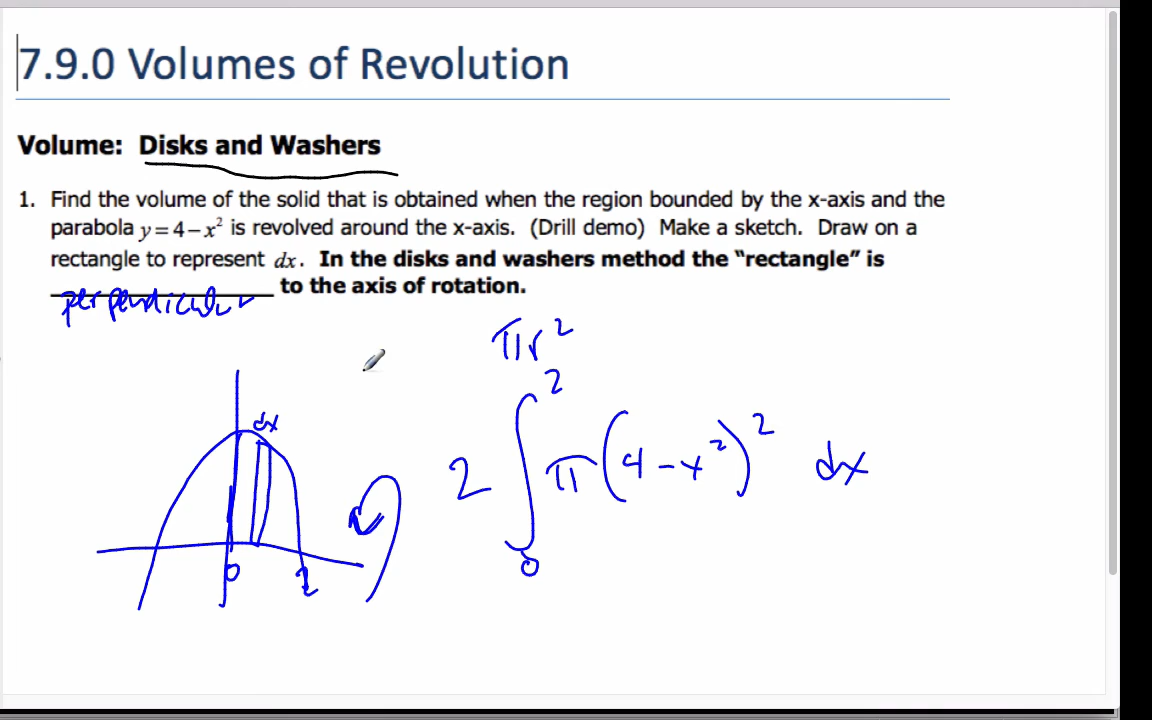 7.9.0 Volumes of Revolution
Volume: Disks and Washers
1. Find the volume of the solid that is obtained when the region bounded by the x-axis and the
parabola y = 4 − x² is revolved around the x-axis. (Drill demo) Make a sketch. Draw on a
rectangle to represent dx. In the disks and washers method the “rectangle” is
perpendicular to the axis of rotation.
πr²
dx
2 ∫₀² π(4 − x²)² dx
0 2